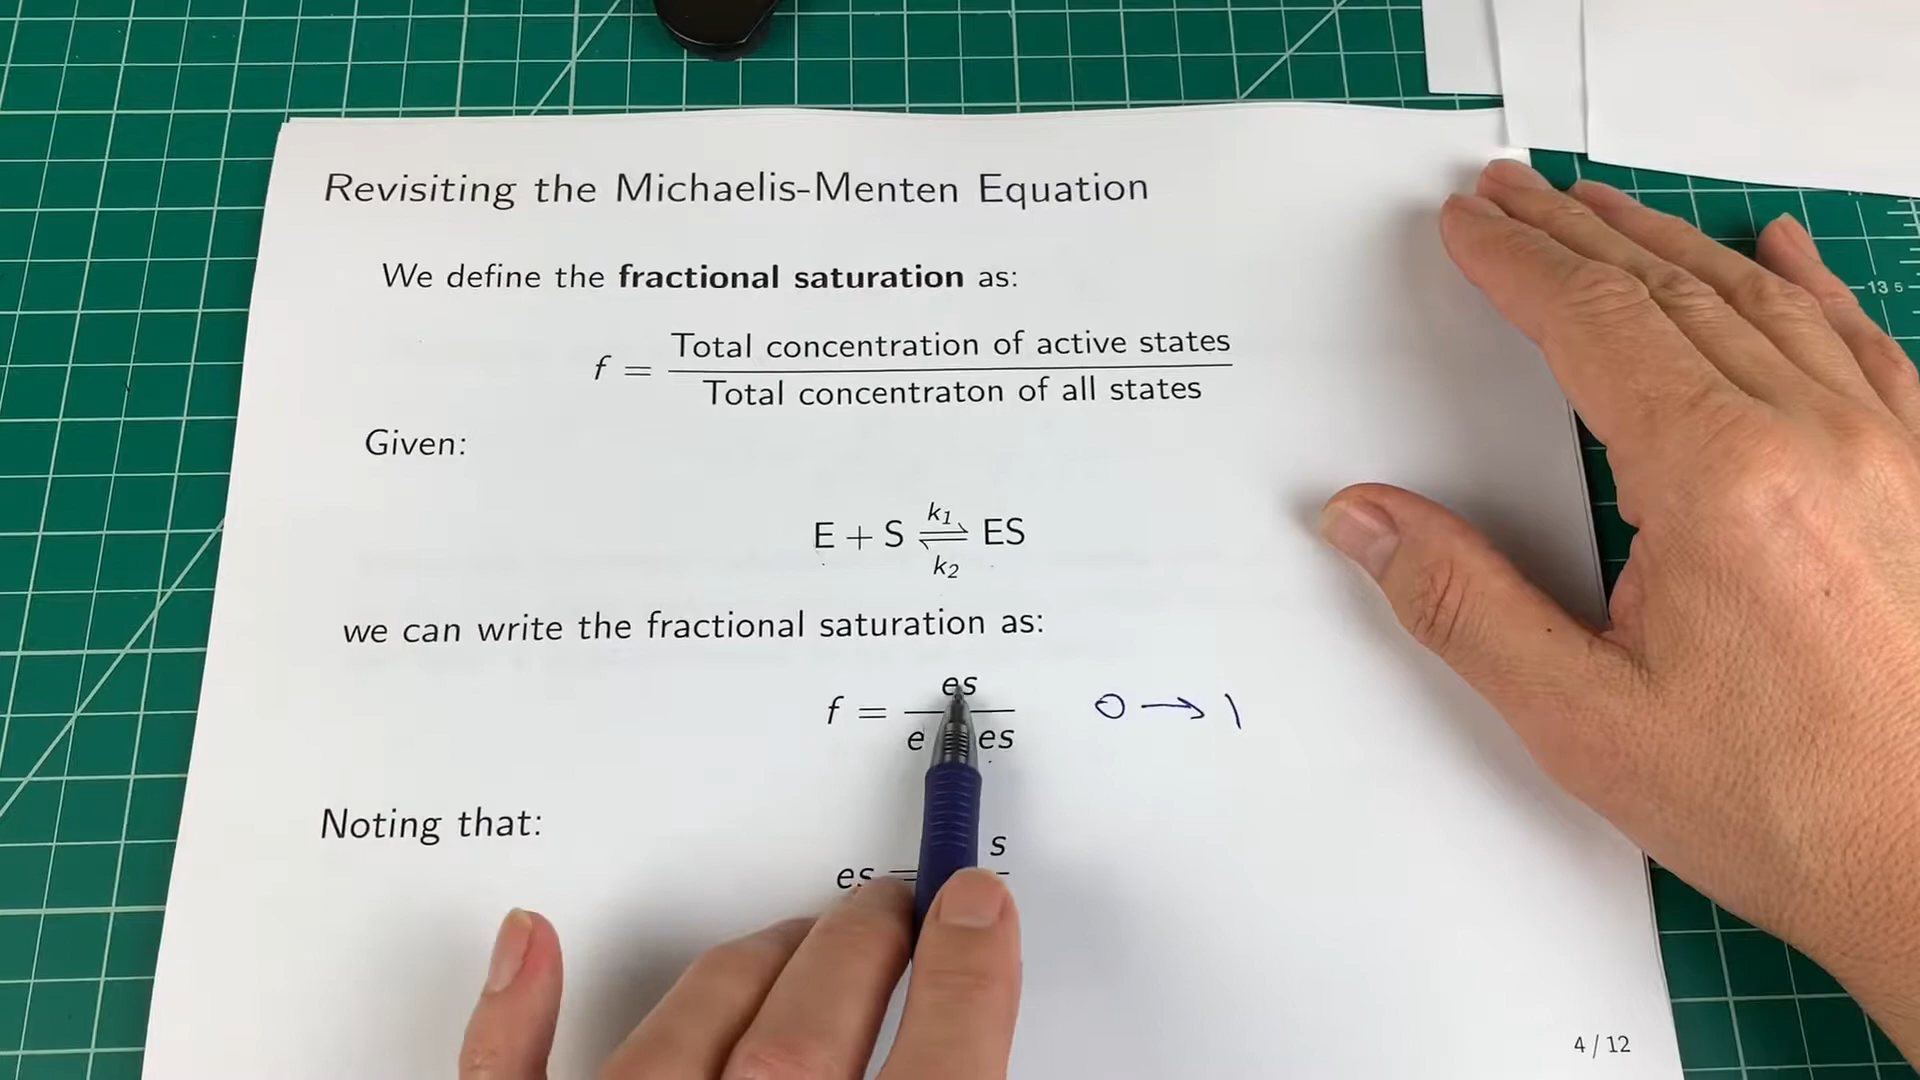 Revisiting the Michaelis-Menten Equation
We define the fractional saturation as:
f = Total concentration of active states
Total concentraton of all states
Given:
E + S k1 ⇌ k2 ES
we can write the fractional saturation as:
es
f = 0 → 1
e es
Noting that:
s
es =
4 / 12
13 5